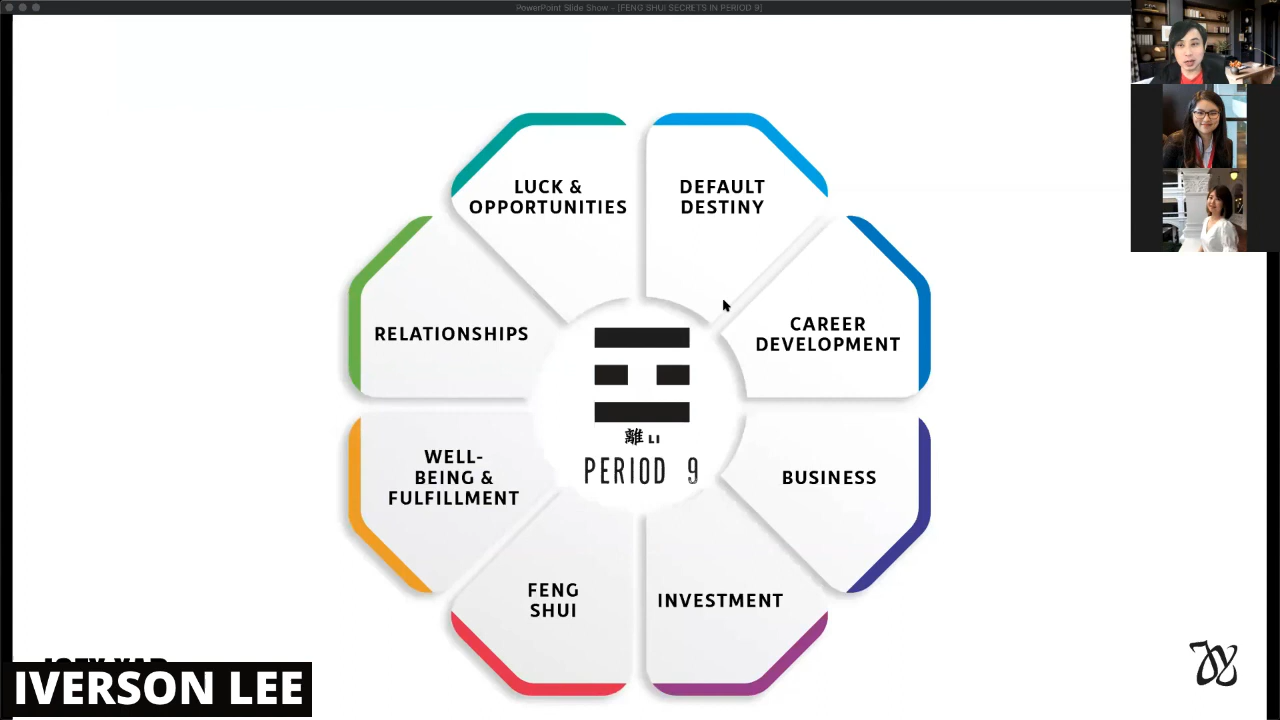 PowerPoint Slide Show - [FENG SHUI SECRETS IN PERIOD 9]
LUCK &
OPPORTUNITIES
DEFAULT
DESTINY
RELATIONSHIPS
CAREER
DEVELOPMENT
離 LI
PERIOD 9
WELL-
BEING &
FULFILLMENT
BUSINESS
FENG
SHUI
INVESTMENT
IVERSON LEE